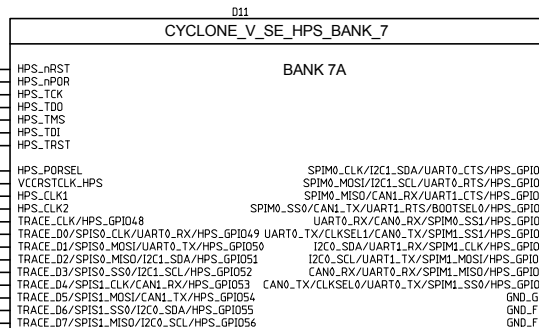 D11
CYCLONE_V_SE_HPS_BANK_7
BANK 7A
HPS_nRST
HPS_nPOR
HPS_TCK
HPS_TDO
HPS_TMS
HPS_TDI
HPS_TRST
HPS_PORSEL
VCCRSTCLK_HPS
HPS_CLK1
HPS_CLK2
TRACE_CLK/HPS_GPIO48
TRACE_D0/SPIS0_CLK/UART0_RX/HPS_GPIO49
TRACE_D1/SPIS0_MOSI/UART0_TX/HPS_GPIO50
TRACE_D2/SPIS0_MISO/I2C1_SDA/HPS_GPIO51
TRACE_D3/SPIS0_SS0/I2C1_SCL/HPS_GPIO52
TRACE_D4/SPIS1_CLK/CAN1_RX/HPS_GPIO53
TRACE_D5/SPIS1_MOSI/CAN1_TX/HPS_GPIO54
TRACE_D6/SPIS1_SS0/I2C0_SDA/HPS_GPIO55
TRACE_D7/SPIS1_MISO/I2C0_SCL/HPS_GPIO56
SPIM0_CLK/I2C1_SDA/UART0_CTS/HPS_GPIO
SPIM0_MOSI/I2C1_SCL/UART0_RTS/HPS_GPIO
SPIM0_MISO/CAN1_RX/UART1_CTS/HPS_GPIO
SPIM0_SS0/CAN1_TX/UART1_RTS/BOOTSEL0/HPS_GPIO
UART0_RX/CAN0_RX/SPIM0_SS1/HPS_GPIO
UART0_TX/CLKSEL1/CAN0_TX/SPIM1_SS1/HPS_GPIO
I2C0_SDA/UART1_RX/SPIM1_CLK/HPS_GPIO
I2C0_SCL/UART1_TX/SPIM1_MOSI/HPS_GPIO
CAN0_RX/UART0_RX/SPIM1_MISO/HPS_GPIO
CAN0_TX/CLKSEL0/UART0_TX/SPIM1_SS0/HPS_GPIO
GND_G
GND_F
GND_F